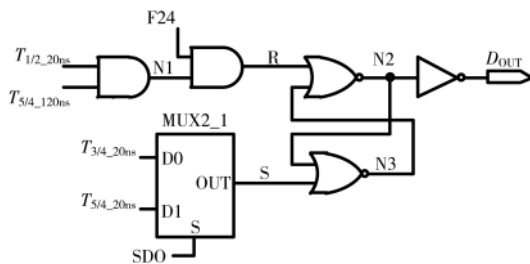 F24
T1/2_20ns
N1
R
N2
DOUT
T5/4_120ns
MUX2_1
T3/4_20ns
D0
N3
OUT
S
T5/4_20ns
D1
S
SDO